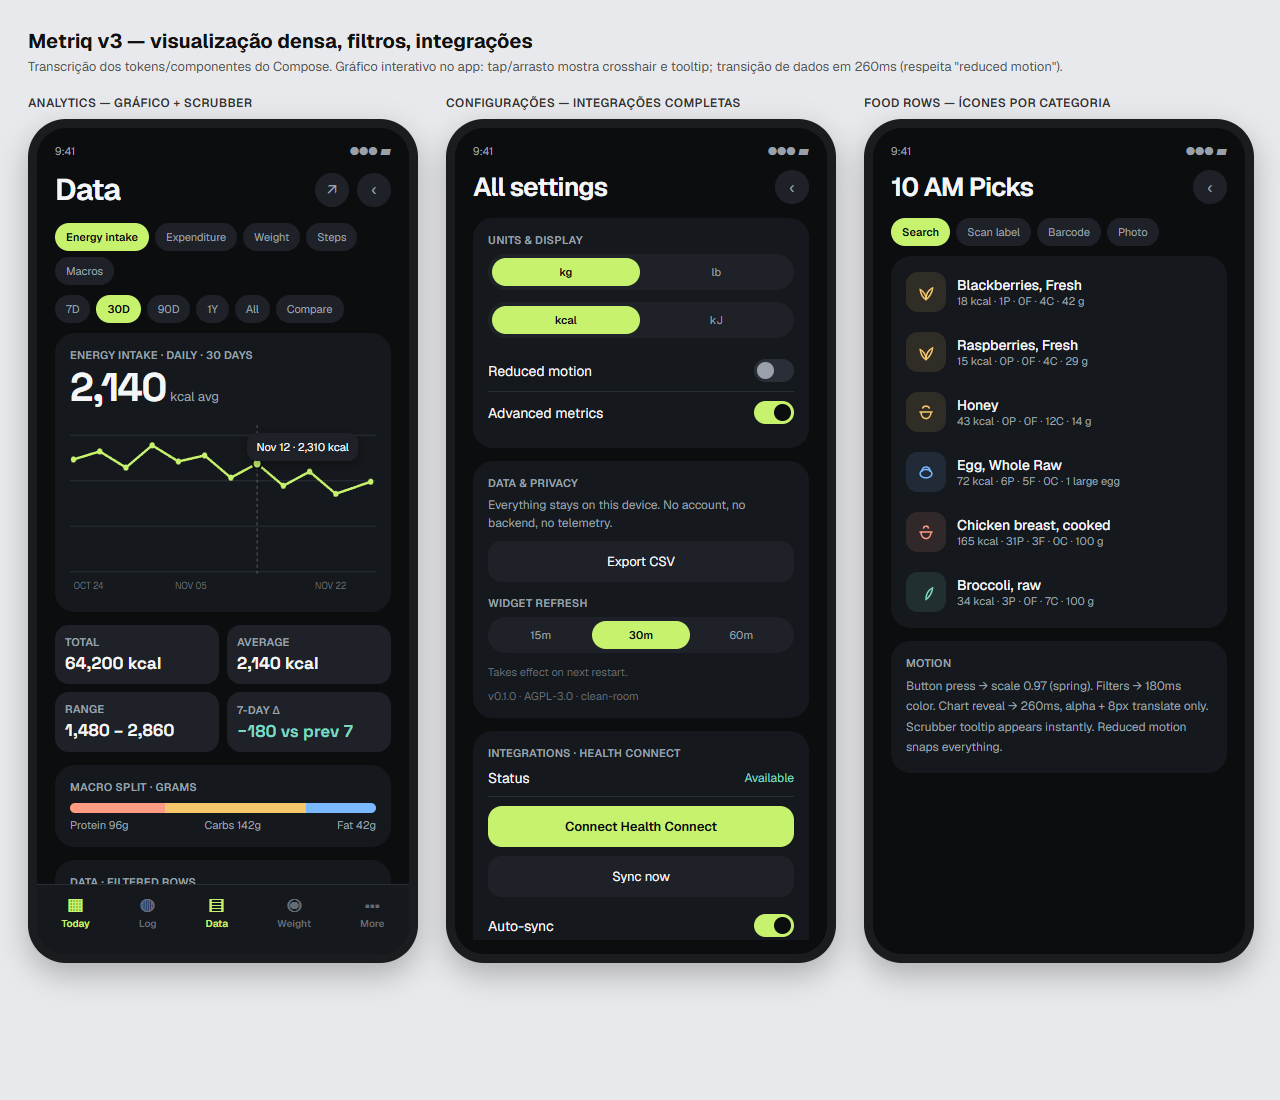 Metriq v3 — visualização densa, filtros, integrações
Transcrição dos tokens/componentes do Compose. Gráfico interativo no app: tap/arrasto mostra crosshair e tooltip; transição de dados em 260ms (respeita "reduced motion").
ANALYTICS — GRÁFICO + SCRUBBER
9:41
Data
Energy intake
Expenditure
Weight
Steps
Macros
7D
30D
90D
1Y
All
Compare
ENERGY INTAKE · DAILY · 30 DAYS
2,140 kcal avg
Nov 12 · 2,310 kcal
OCT 24
NOV 05
NOV 22
TOTAL
64,200 kcal
AVERAGE
2,140 kcal
RANGE
1,480 – 2,860
7-DAY Δ
−180 vs prev 7
MACRO SPLIT · GRAMS
Protein 96g
Carbs 142g
Fat 42g
DATA · FILTERED ROWS
Today
Log
Data
Weight
More
CONFIGURAÇÕES — INTEGRAÇÕES COMPLETAS
9:41
All settings
UNITS & DISPLAY
kg
lb
kcal
kJ
Reduced motion
Advanced metrics
DATA & PRIVACY
Everything stays on this device. No account, no
backend, no telemetry.
Export CSV
WIDGET REFRESH
15m
30m
60m
Takes effect on next restart.
v0.1.0 · AGPL-3.0 · clean-room
INTEGRATIONS · HEALTH CONNECT
Status
Available
Connect Health Connect
Sync now
Auto-sync
FOOD ROWS — ÍCONES POR CATEGORIA
9:41
10 AM Picks
Search
Scan label
Barcode
Photo
Blackberries, Fresh
18 kcal · 1P · 0F · 4C · 42 g
Raspberries, Fresh
15 kcal · 0P · 0F · 4C · 29 g
Honey
43 kcal · 0P · 0F · 12C · 14 g
Egg, Whole Raw
72 kcal · 6P · 5F · 0C · 1 large egg
Chicken breast, cooked
165 kcal · 31P · 3F · 0C · 100 g
Broccoli, raw
34 kcal · 3P · 0F · 7C · 100 g
MOTION
Button press → scale 0.97 (spring). Filters → 180ms
color. Chart reveal → 260ms, alpha + 8px translate only.
Scrubber tooltip appears instantly. Reduced motion
snaps everything.